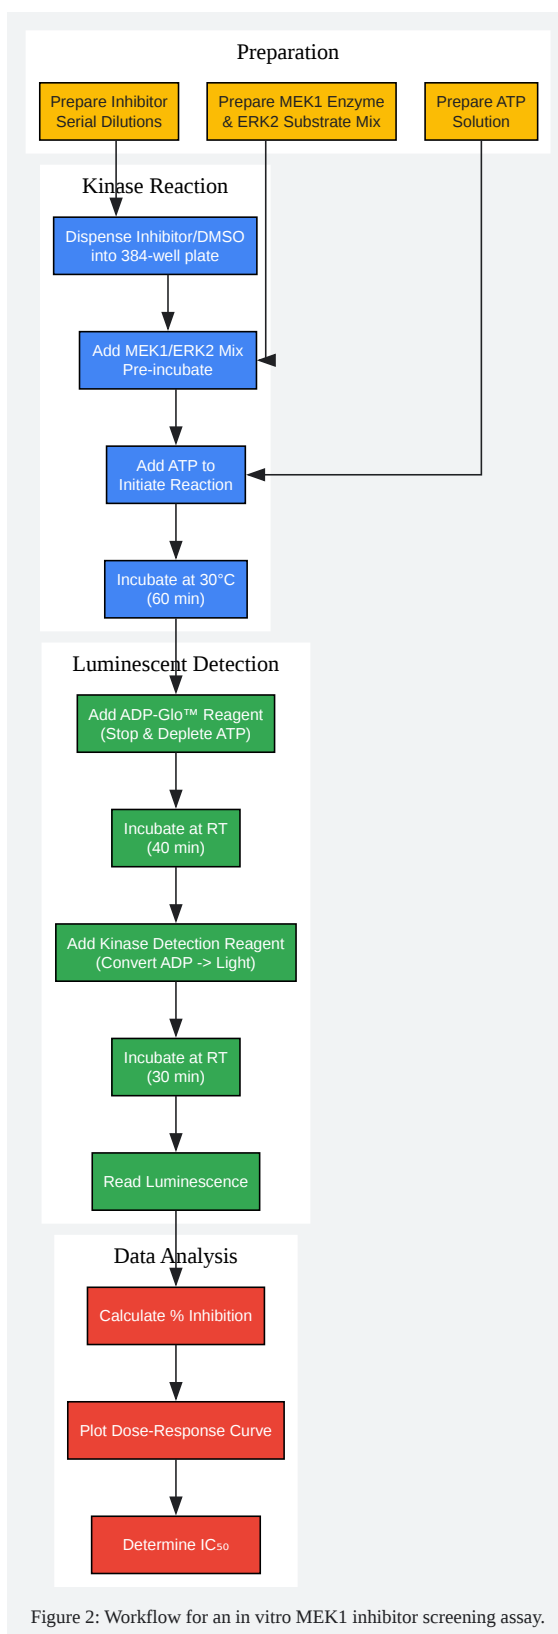 Preparation
Prepare Inhibitor
Serial Dilutions
Prepare MEK1 Enzyme
& ERK2 Substrate Mix
Prepare ATP
Solution
Kinase Reaction
Dispense Inhibitor/DMSO
into 384-well plate
Add MEK1/ERK2 Mix
Pre-incubate
Add ATP to
Initiate Reaction
Incubate at 30°C
(60 min)
Luminescent Detection
Add ADP-Glo™ Reagent
(Stop & Deplete ATP)
Incubate at RT
(40 min)
Add Kinase Detection Reagent
(Convert ADP -> Light)
Incubate at RT
(30 min)
Read Luminescence
Data Analysis
Calculate % Inhibition
Plot Dose-Response Curve
Determine IC₅₀
Figure 2: Workflow for an in vitro MEK1 inhibitor screening assay.